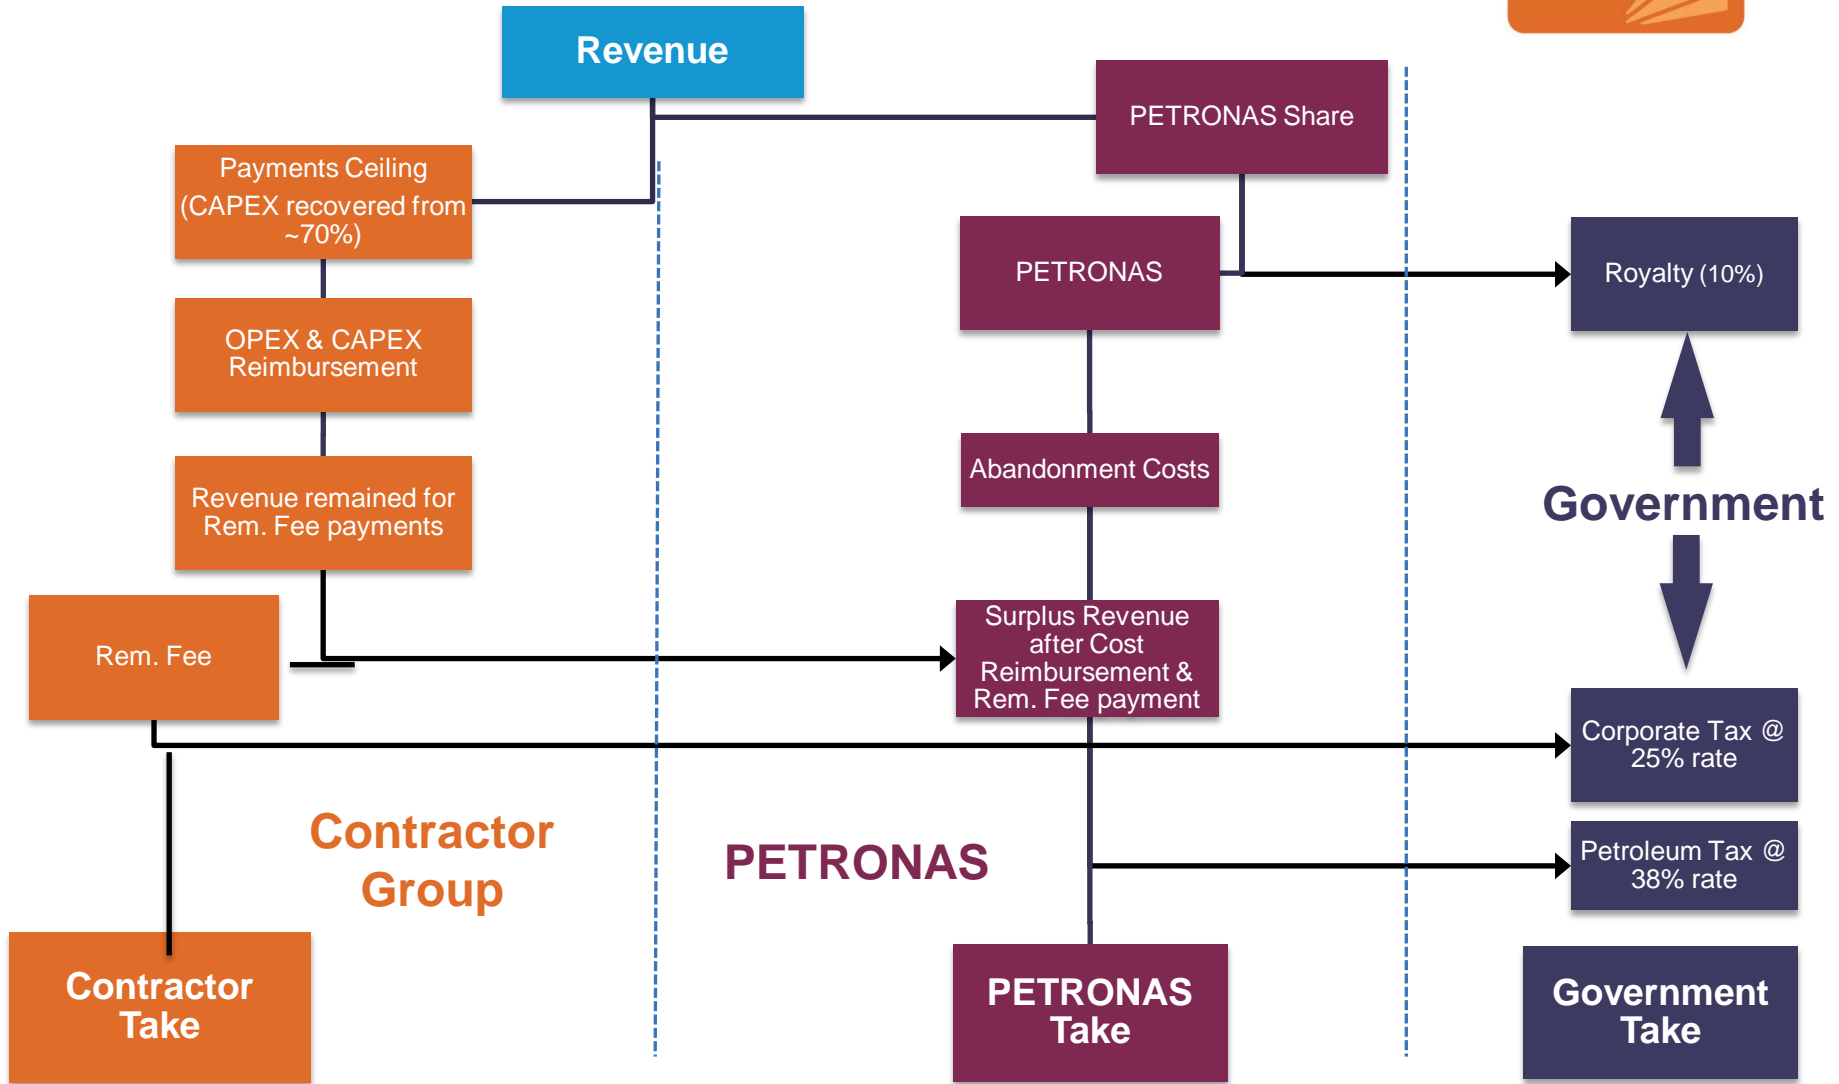 Revenue
PETRONAS Share
Payments Ceiling
(CAPEX recovered from
~70%)
PETRONAS
Royalty (10%)
OPEX & CAPEX
Reimbursement
Abandonment Costs
Revenue remained for
Rem. Fee payments
Government
Rem. Fee
Surplus Revenue
after Cost
Reimbursement &
Rem. Fee payment
Corporate Tax @
25% rate
Contractor
Group
PETRONAS
Petroleum Tax @
38% rate
Contractor
Take
PETRONAS
Take
Government
Take